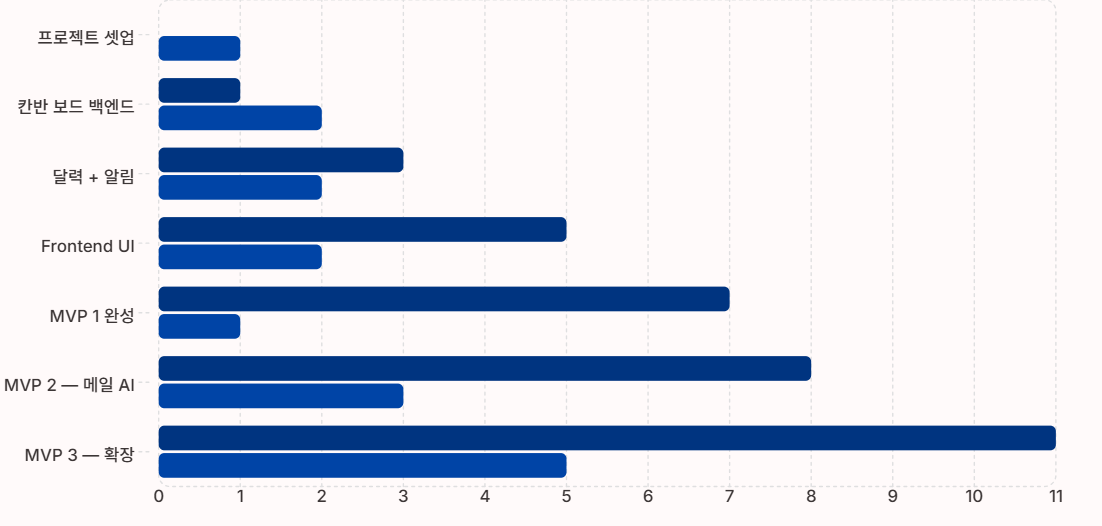 프로젝트 셋업
칸반 보드 백엔드
달력 + 알림
Frontend UI
MVP 1 완성
MVP 2 — 메일 AI
MVP 3 — 확장
0 1 2 3 4 5 6 7 8 9 10 11